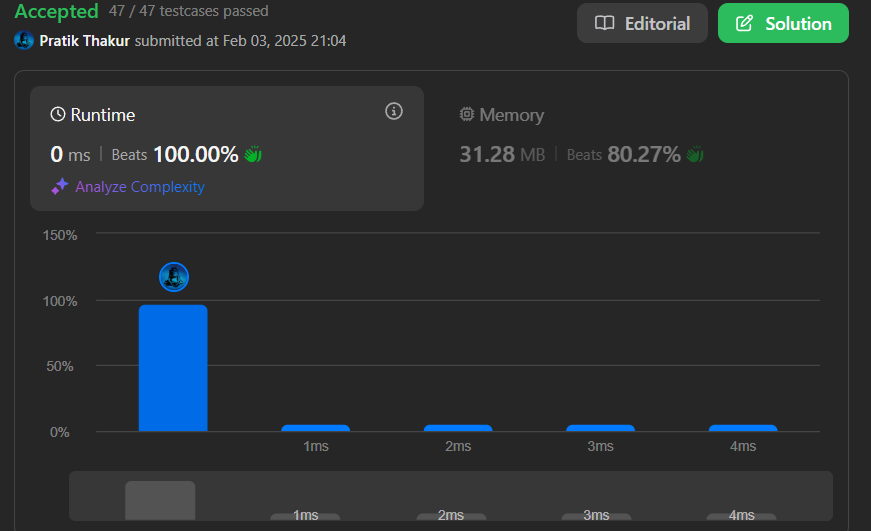 Accepted 47 / 47 testcases passed
Editorial
Solution
Pratik Thakur submitted at Feb 03, 2025 21:04
Runtime
0 ms | Beats 100.00%
Analyze Complexity
Memory
31.28 MB | Beats 80.27%
150%
100%
50%
0%
1ms 2ms 3ms 4ms
1ms 2ms 3ms 4ms